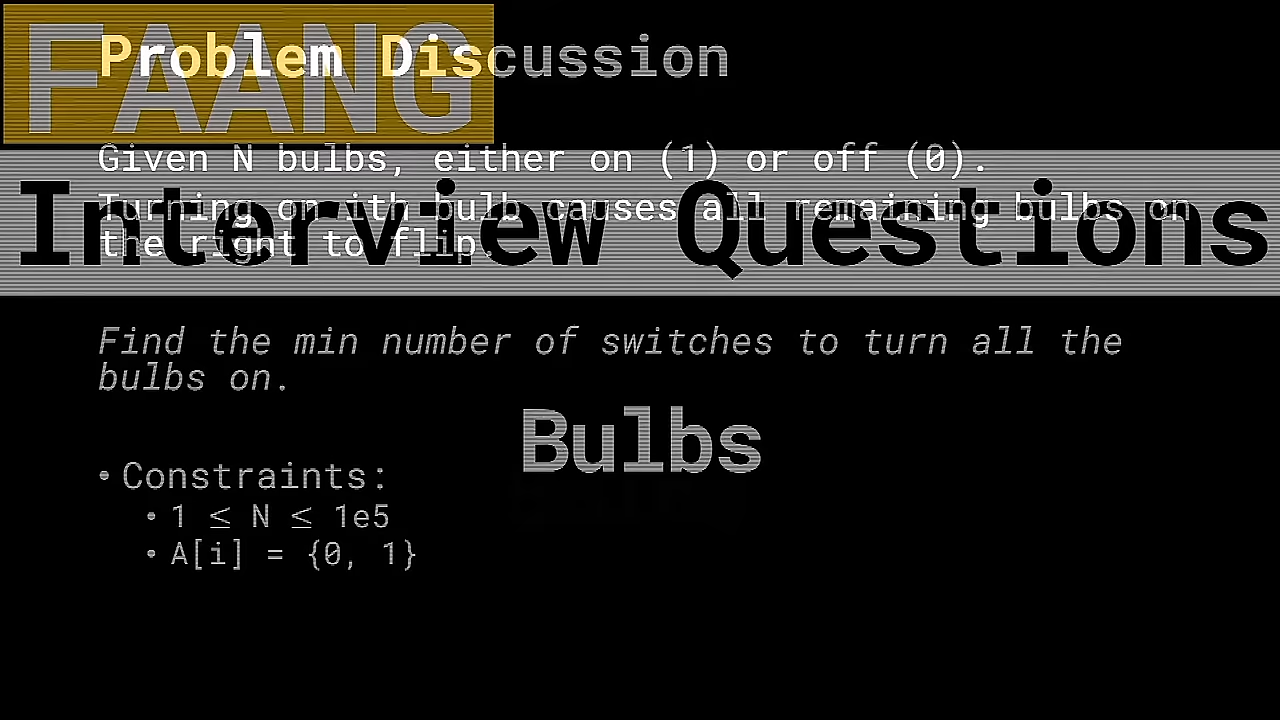 FAANG
Problem Discussion
Given N bulbs, either on (1) or off (0).
Interview Questions
Turning on ith bulb causes all remaining bulbs on
the right to flip.
Find the min number of switches to turn all the
bulbs on.
Bulbs
• Constraints:
• 1 ≤ N ≤ 1e5
• A[i] = {0, 1}